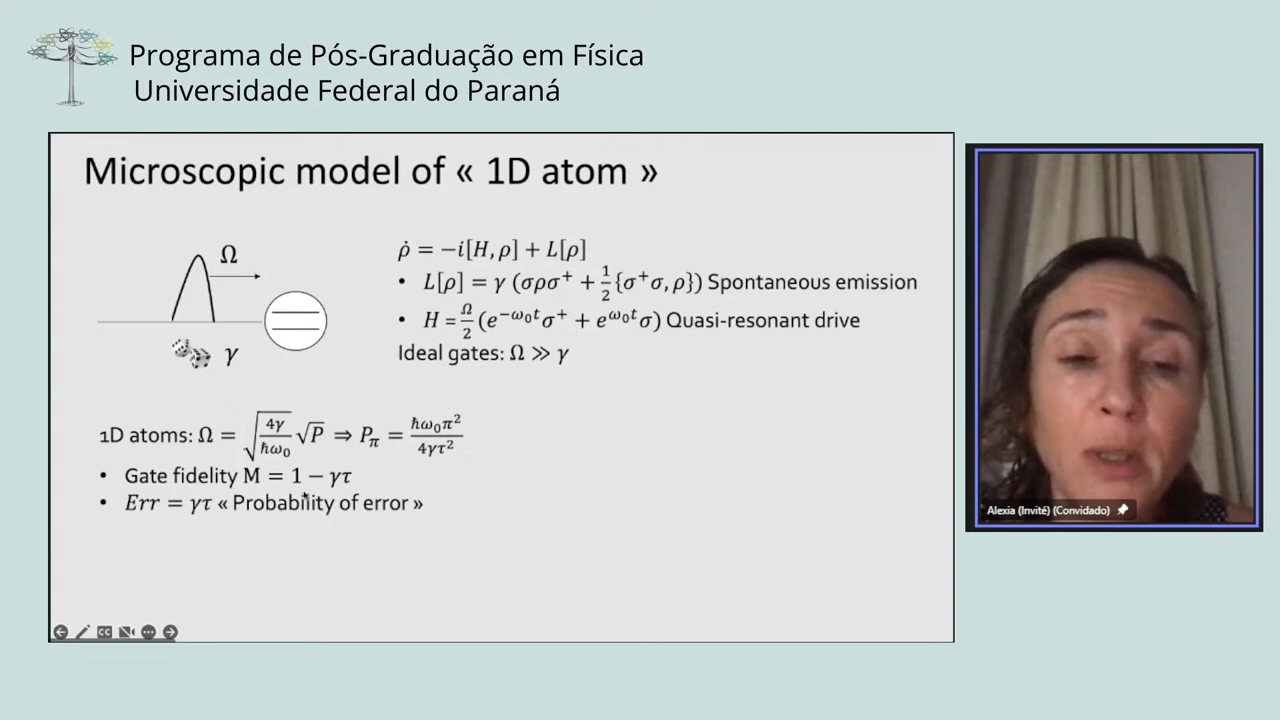 Programa de Pós-Graduação em Física
Universidade Federal do Paraná
Microscopic model of « 1D atom »
Ω
γ
ρ̇ = −i[H, ρ] + L[ρ]
• L[ρ] = γ (σρσ⁺ + 1/2 {σ⁺σ, ρ}) Spontaneous emission
• H = Ω/2 (e^{−ω₀t}σ⁺ + e^{ω₀t}σ) Quasi-resonant drive
Ideal gates: Ω ≫ γ
1D atoms: Ω = √(4γ/ħω₀) √P ⇒ P_π = ħω₀π²/4γτ²
• Gate fidelity M = 1 − γτ
• Err = γτ « Probability of error »
CC
Alexia (Invité) (Convidado)